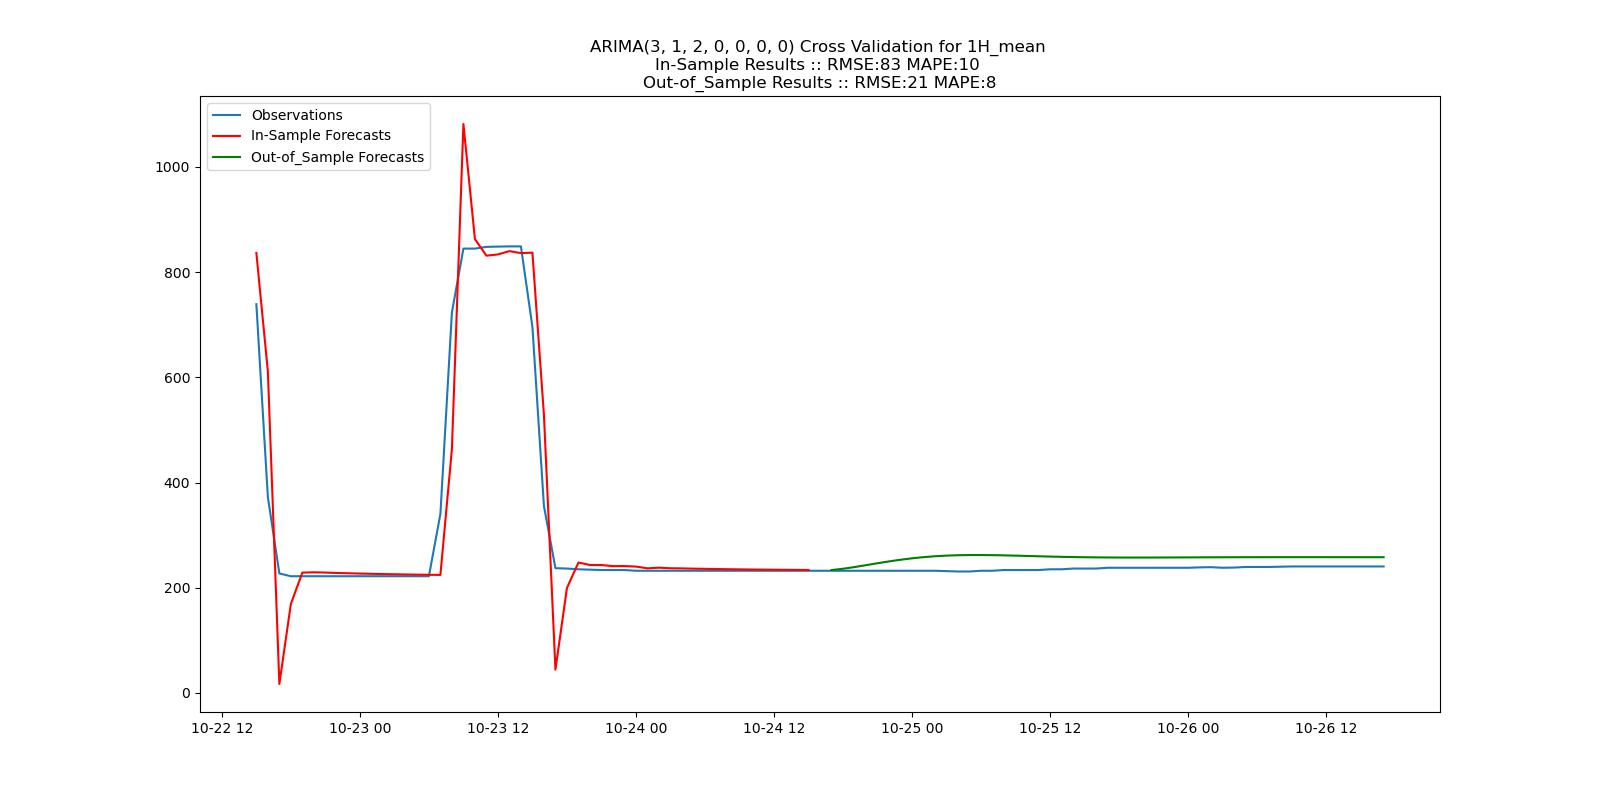 ARIMA(3, 1, 2, 0, 0, 0, 0) Cross Validation for 1H_mean
In-Sample Results :: RMSE:83 MAPE:10
Out-of_Sample Results :: RMSE:21 MAPE:8
Observations
In-Sample Forecasts
Out-of_Sample Forecasts
1000
800
600
400
200
0
10-22 12
10-23 00
10-23 12
10-24 00
10-24 12
10-25 00
10-25 12
10-26 00
10-26 12